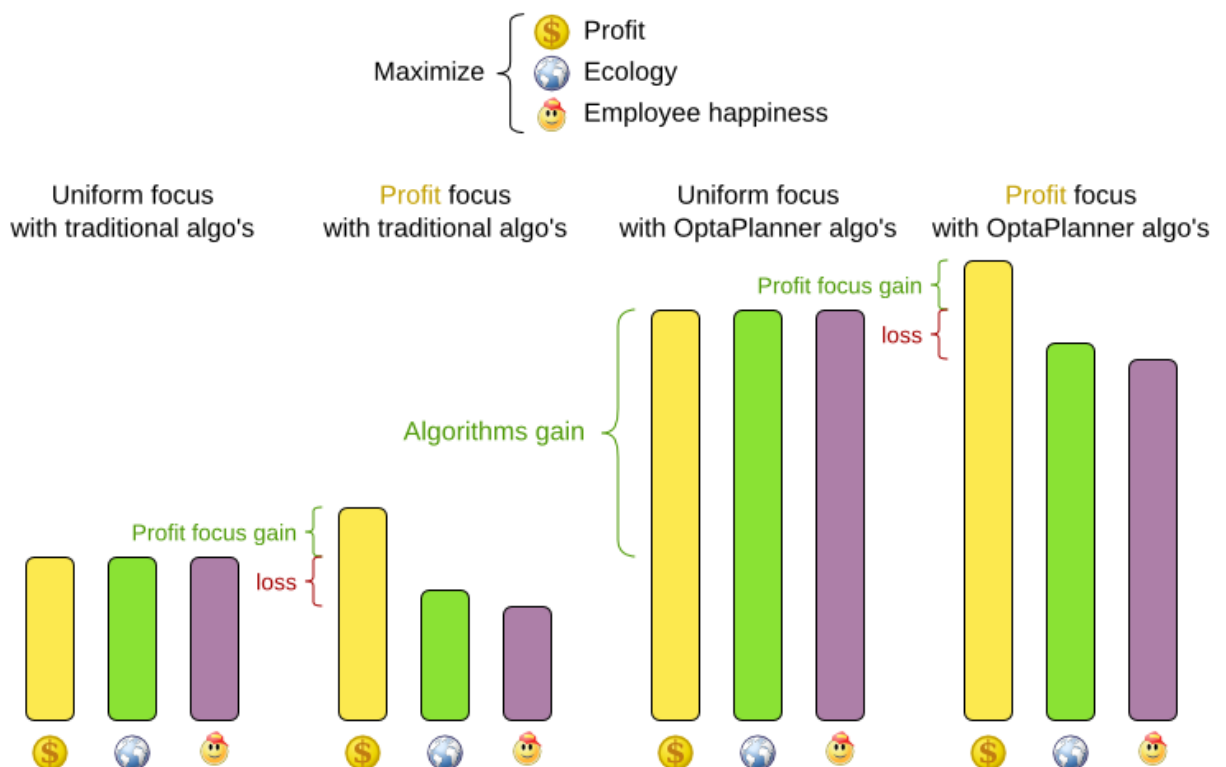 Maximize
Profit
Ecology
Employee happiness
Uniform focus
with traditional algo's
Profit focus
with traditional algo's
Uniform focus
with OptaPlanner algo's
Profit focus
with OptaPlanner algo's
Profit focus gain
loss
Algorithms gain
Profit focus gain
loss
$
$
$
$
$